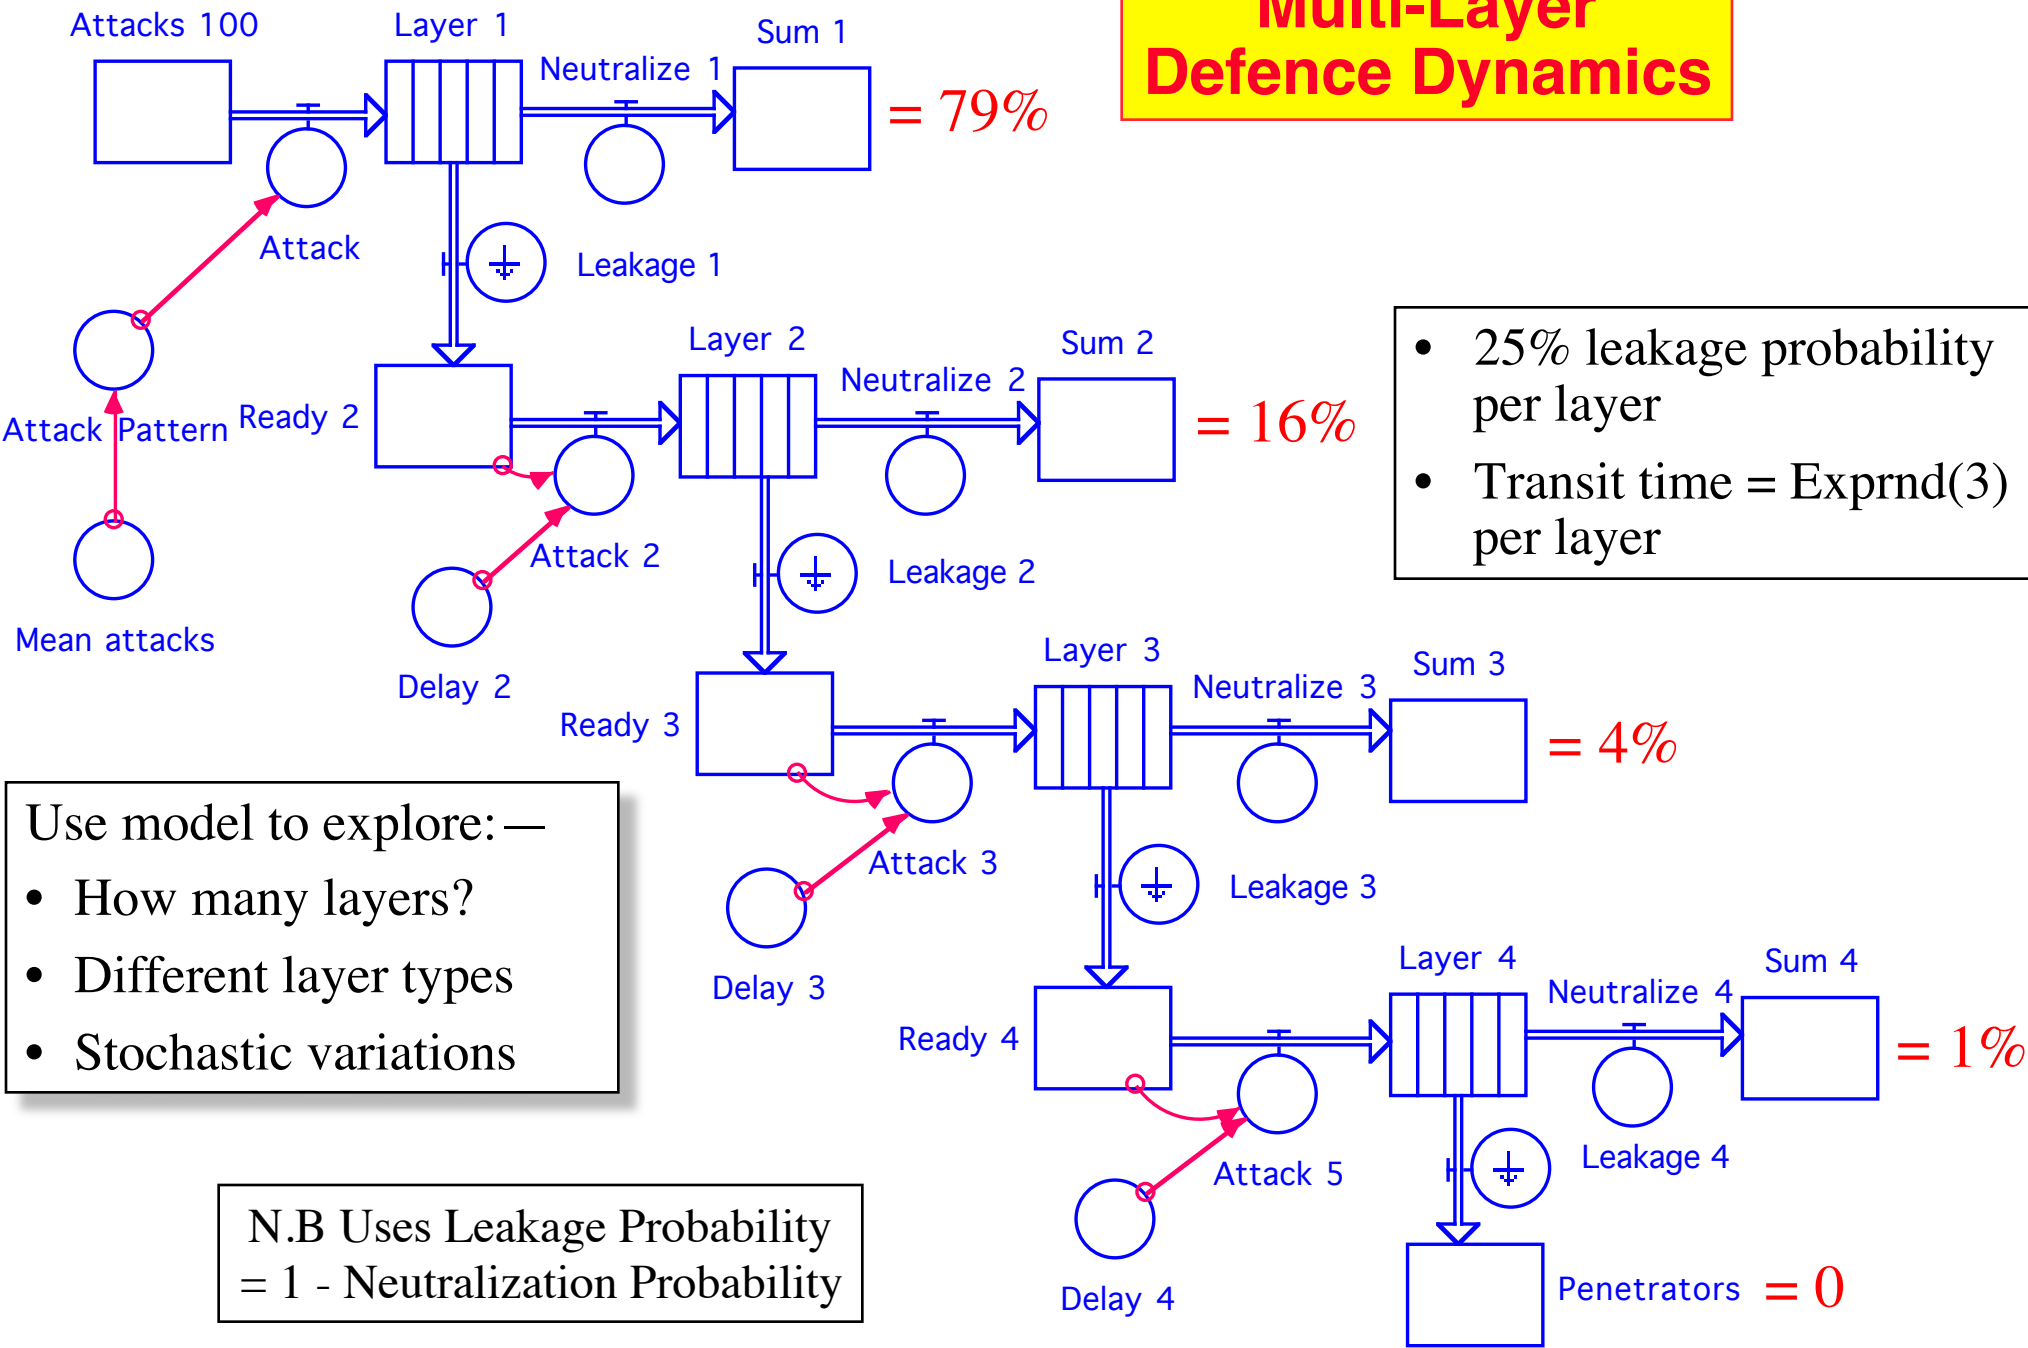 Multi-Layer
Defence Dynamics
Attacks 100
Layer 1
Neutralize 1
Sum 1
= 79%
Attack
Leakage 1
Attack Pattern
Mean attacks
Ready 2
Layer 2
Neutralize 2
Sum 2
= 16%
Attack 2
Leakage 2
Delay 2
• 25% leakage probability
per layer
• Transit time = Exprnd(3)
per layer
Ready 3
Layer 3
Neutralize 3
Sum 3
= 4%
Attack 3
Leakage 3
Delay 3
Use model to explore:—
• How many layers?
• Different layer types
• Stochastic variations
Ready 4
Layer 4
Neutralize 4
Sum 4
= 1%
Attack 5
Leakage 4
Delay 4
Penetrators = 0
N.B Uses Leakage Probability
= 1 - Neutralization Probability